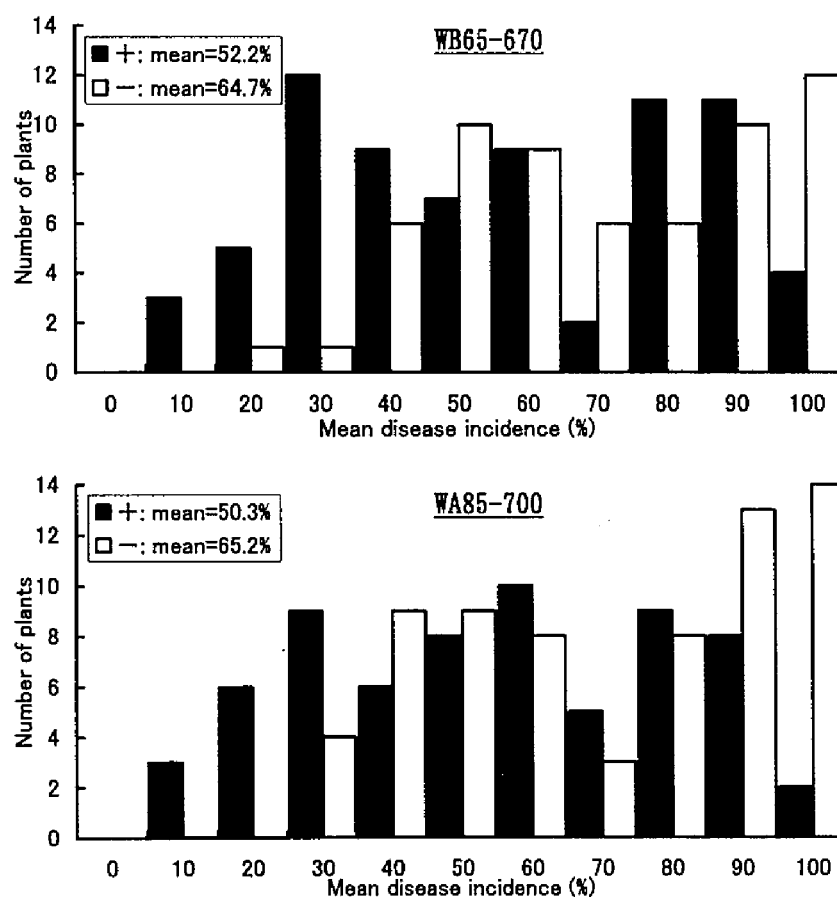 WB65-670
+: mean=52.2%
−: mean=64.7%
Number of plants
14
12
10
8
6
4
2
0
0 10 20 30 40 50 60 70 80 90 100
Mean disease incidence (%)
WA85-700
+: mean=50.3%
−: mean=65.2%
Number of plants
14
12
10
8
6
4
2
0
0 10 20 30 40 50 60 70 80 90 100
Mean disease incidence (%)